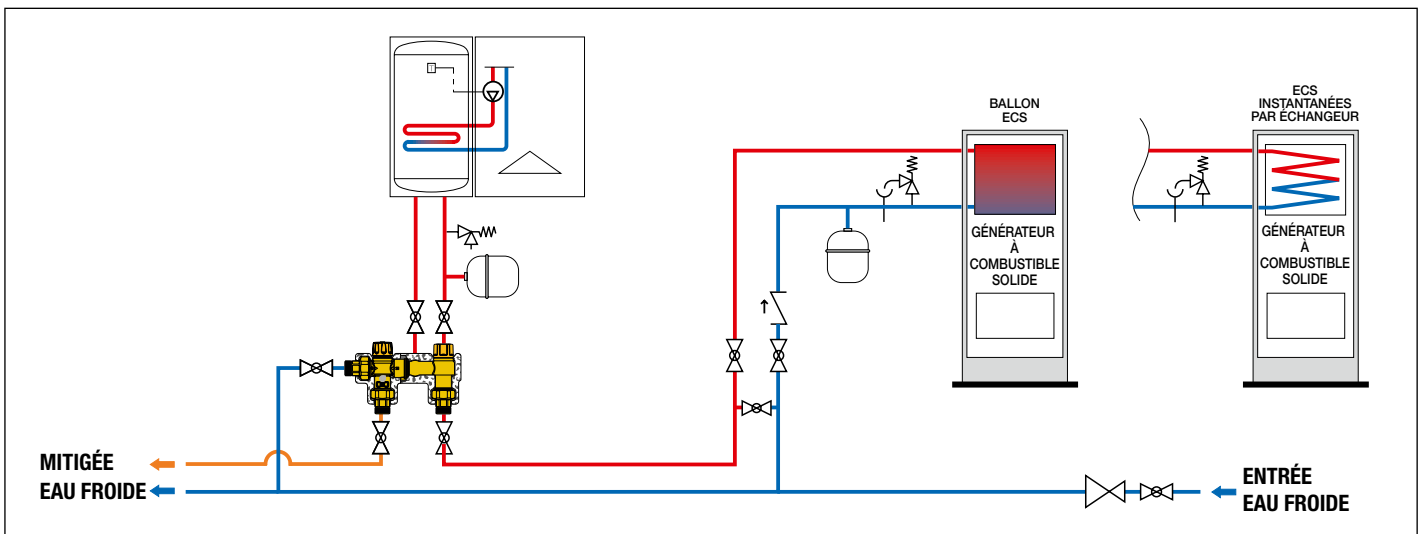 BALLON
ECS
ECS
INSTANTANÉES
PAR ÉCHANGEUR
T
GÉNÉRATEUR
À
COMBUSTIBLE
SOLIDE
GÉNÉRATEUR
À
COMBUSTIBLE
SOLIDE
MITIGÉE
EAU FROIDE
ENTRÉE
EAU FROIDE